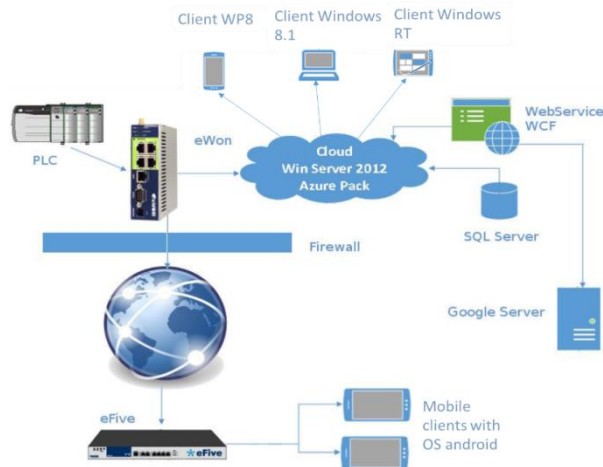 Client WP8
Client Windows
8.1
Client Windows
RT
PLC
eWon
Cloud
Win Server 2012
Azure Pack
WebService
WCF
SQL Server
Firewall
Google Server
eFive
eFive
Mobile
clients with
OS android